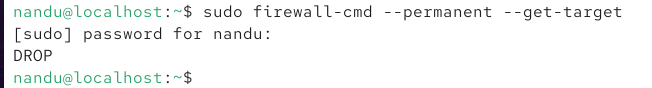 nandu@localhost:~$ sudo firewall-cmd --permanent --get-target
[sudo] password for nandu:
DROP
nandu@localhost:~$